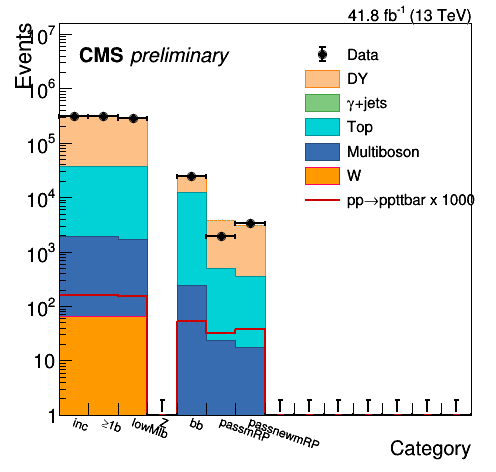 41.8 fb⁻¹ (13 TeV)
Events
CMS preliminary
Data
DY
γ+jets
Top
Multiboson
W
pp→ppttbar x 1000
10⁷
10⁶
10⁵
10⁴
10³
10²
10
1
inc
≥1b
lowMlb
Z
bb
passmRP
passnewmRP
Category